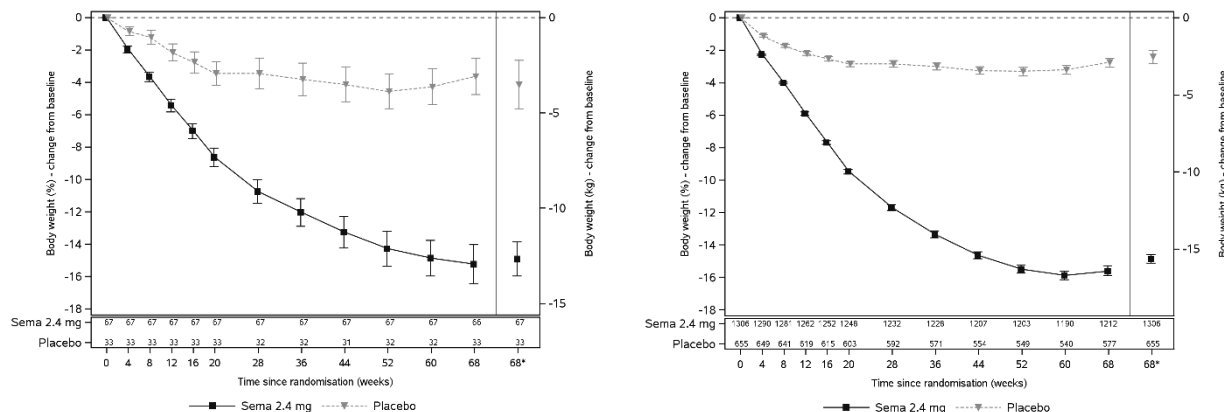 0
-2
-4
-6
-8
-10
-12
-14
-16
-18
Body weight (%) - change from baseline
0
-5
-10
-15
Body weight (kg) - change from baseline
Sema 2.4 mg 67 67 67 67 67 67 67 67 67 67 67 66 67
Placebo 33 33 33 33 33 33 32 32 31 32 32 33 33
0 4 8 12 16 20 28 36 44 52 60 68 68*
Time since randomisation (weeks)
Sema 2.4 mg Placebo
0
-2
-4
-6
-8
-10
-12
-14
-16
-18
Body weight (%) - change from baseline
0
-5
-10
-15
Body weight (kg) - change from baseline
Sema 2.4 mg 1306 1290 1281 1262 1252 1248 1232 1228 1207 1203 1190 1212 1306
Placebo 655 649 641 619 615 603 592 571 554 549 540 577 655
0 4 8 12 16 20 28 36 44 52 60 68 68*
Time since randomisation (weeks)
Sema 2.4 mg Placebo